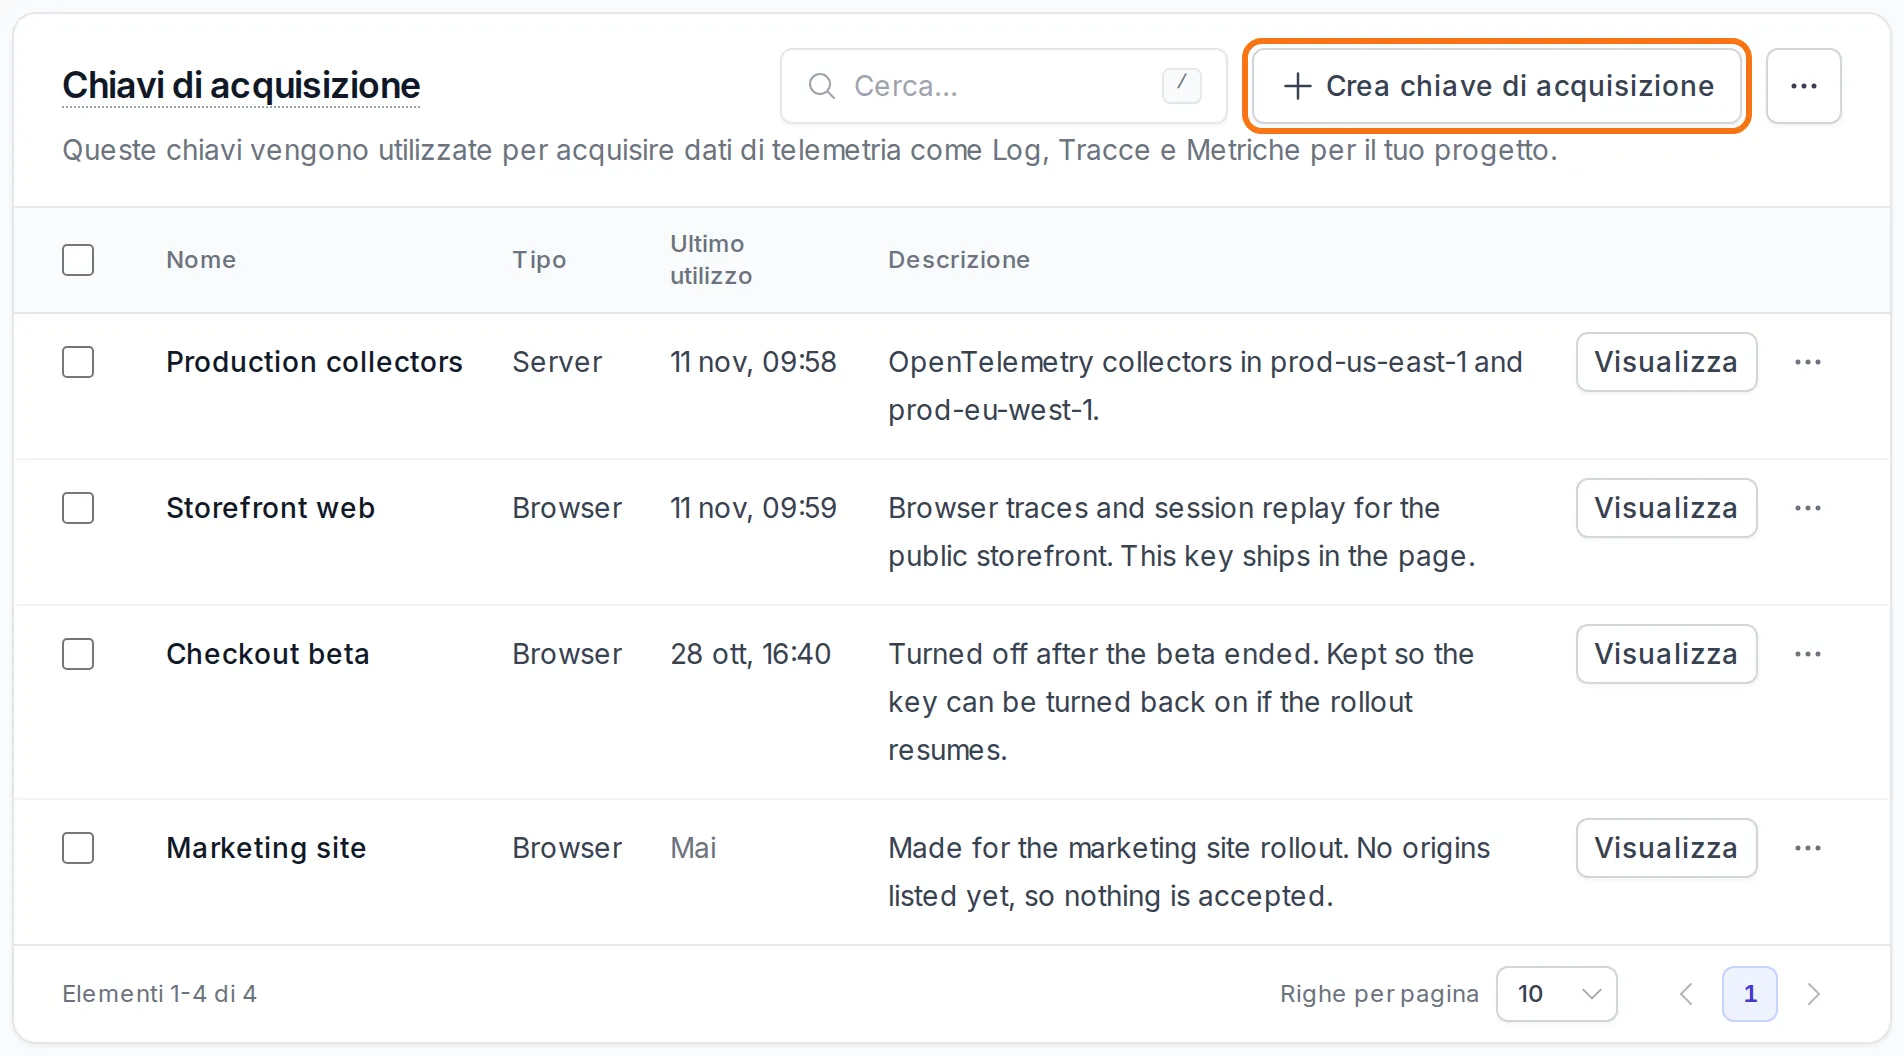 Chiavi di acquisizione
Cerca...
/
Crea chiave di acquisizione
Queste chiavi vengono utilizzate per acquisire dati di telemetria come Log, Tracce e Metriche per il tuo progetto.
Nome
Tipo
Ultimo
utilizzo
Descrizione
Production collectors
Server
11 nov, 09:58
OpenTelemetry collectors in prod-us-east-1 and
prod-eu-west-1.
Visualizza
Storefront web
Browser
11 nov, 09:59
Browser traces and session replay for the
public storefront. This key ships in the page.
Visualizza
Checkout beta
Browser
28 ott, 16:40
Turned off after the beta ended. Kept so the
key can be turned back on if the rollout
resumes.
Visualizza
Marketing site
Browser
Mai
Made for the marketing site rollout. No origins
listed yet, so nothing is accepted.
Visualizza
Elementi 1-4 di 4
Righe per pagina
10
1